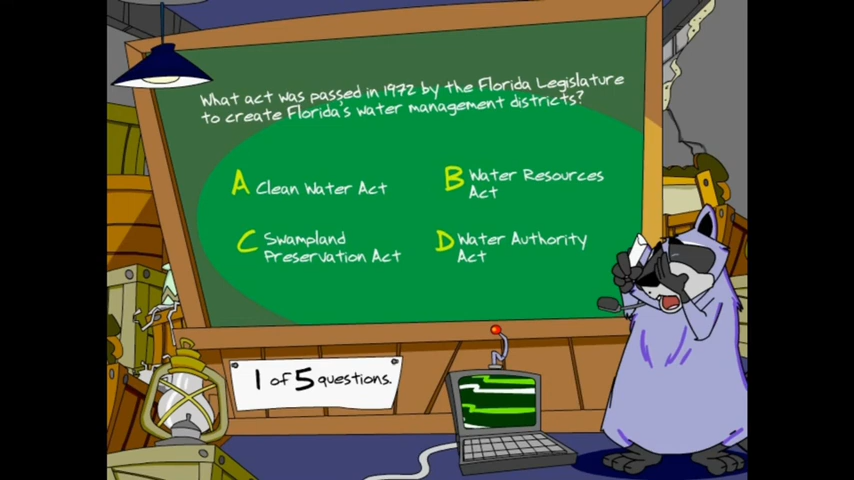 What act was passed in 1972 by the Florida Legislature
to create Florida's water management districts?
A Clean Water Act
B Water Resources
Act
C Swampland
Preservation Act
D Water Authority
Act
1 of 5 questions.